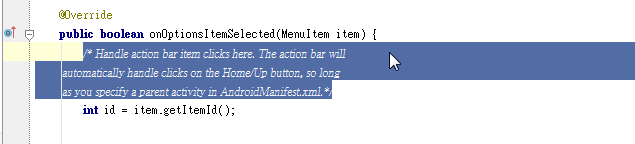 @Override
public boolean onOptionsItemSelected(MenuItem item) {
/* Handle action bar item clicks here. The action bar will
automatically handle clicks on the Home/Up button, so long
as you specify a parent activity in AndroidManifest.xml.*/
int id = item.getItemId();